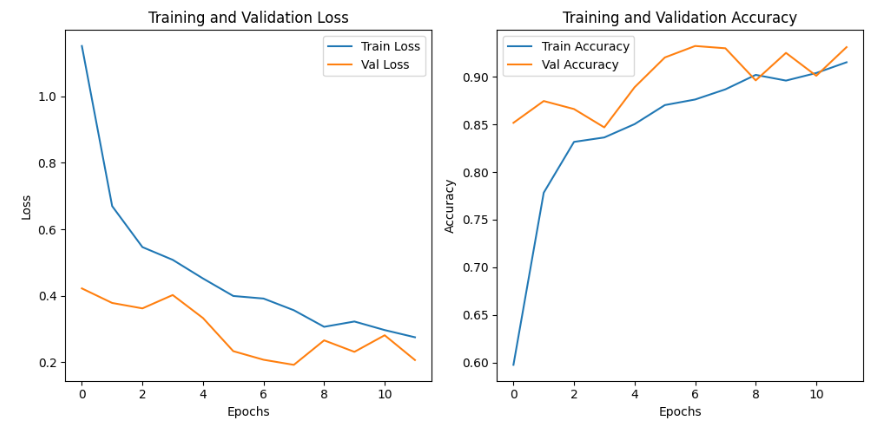 Training and Validation Loss
Train Loss
Val Loss
1.0
0.8
0.6
0.4
0.2
Loss
0 2 4 6 8 10
Epochs
Training and Validation Accuracy
Train Accuracy
Val Accuracy
0.90
0.85
0.80
0.75
0.70
0.65
0.60
Accuracy
0 2 4 6 8 10
Epochs